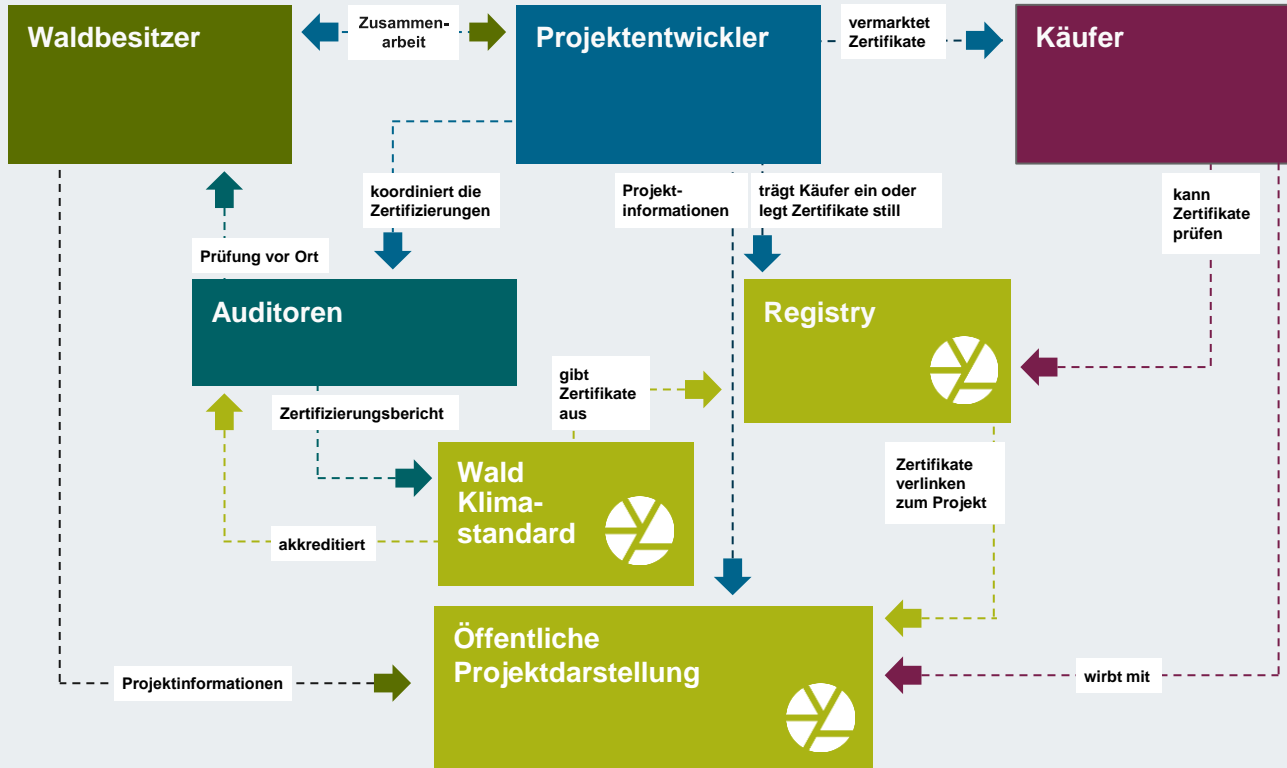 Waldbesitzer
Zusammen-
arbeit
Projektentwickler
vermarktet
Zertifikate
Käufer
koordiniert die
Zertifizierungen
Projekt-
informationen
trägt Käufer ein oder
legt Zertifikate still
kann
Zertifikate
prüfen
Prüfung vor Ort
Auditoren
Registry
gibt
Zertifikate
aus
Zertifizierungsbericht
Wald
Klima-
standard
Zertifikate
verlinken
zum Projekt
akkreditiert
Öffentliche
Projektdarstellung
Projektinformationen
wirbt mit